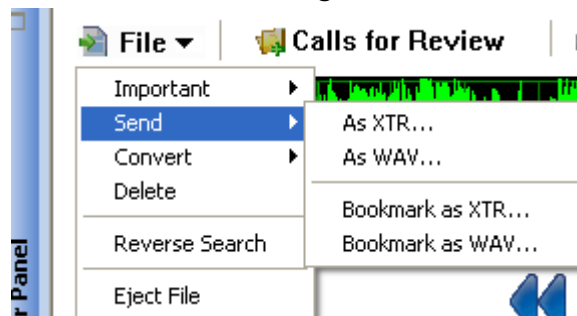 File
Calls for Review
Important
Send
As XTR...
Convert
As WAV...
Delete
Bookmark as XTR...
Reverse Search
Bookmark as WAV...
Eject File
Panel